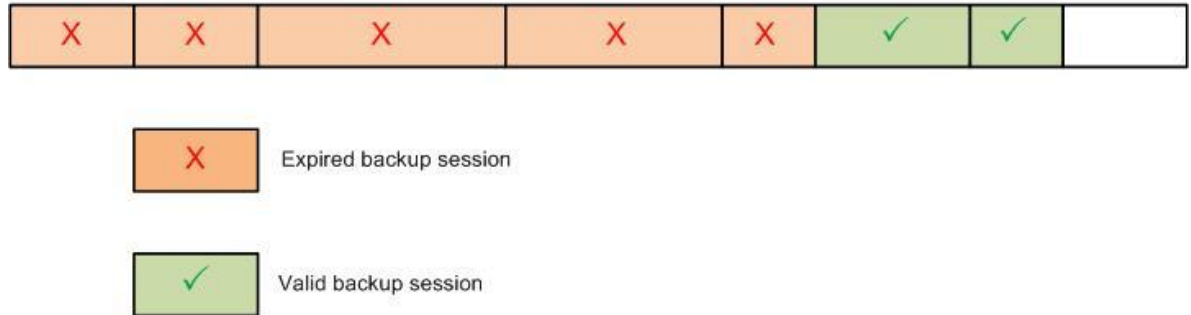 X X X X X ✓ ✓
X Expired backup session
✓ Valid backup session